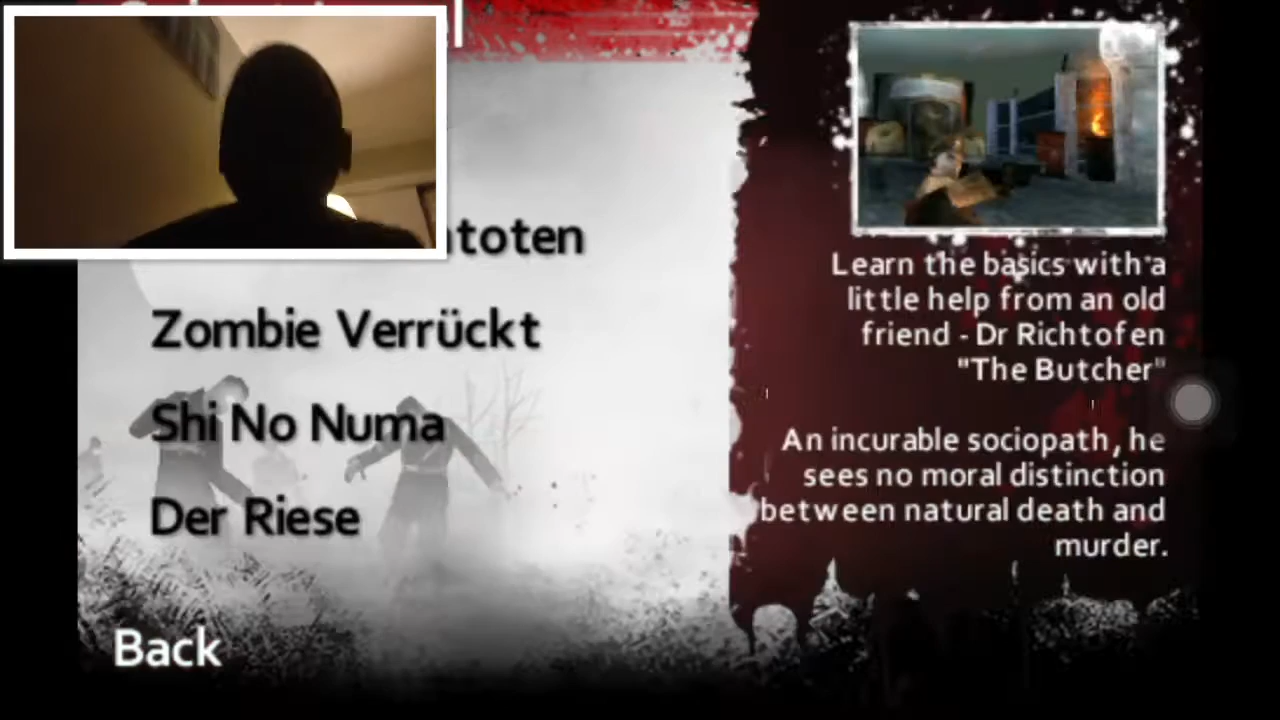 toten
Zombie Verrückt
Shi No Numa
Der Riese
Back
Learn the basics with a
little help from an old
friend - Dr Richtofen
"The Butcher"
An incurable sociopath, he
sees no moral distinction
between natural death and
murder.